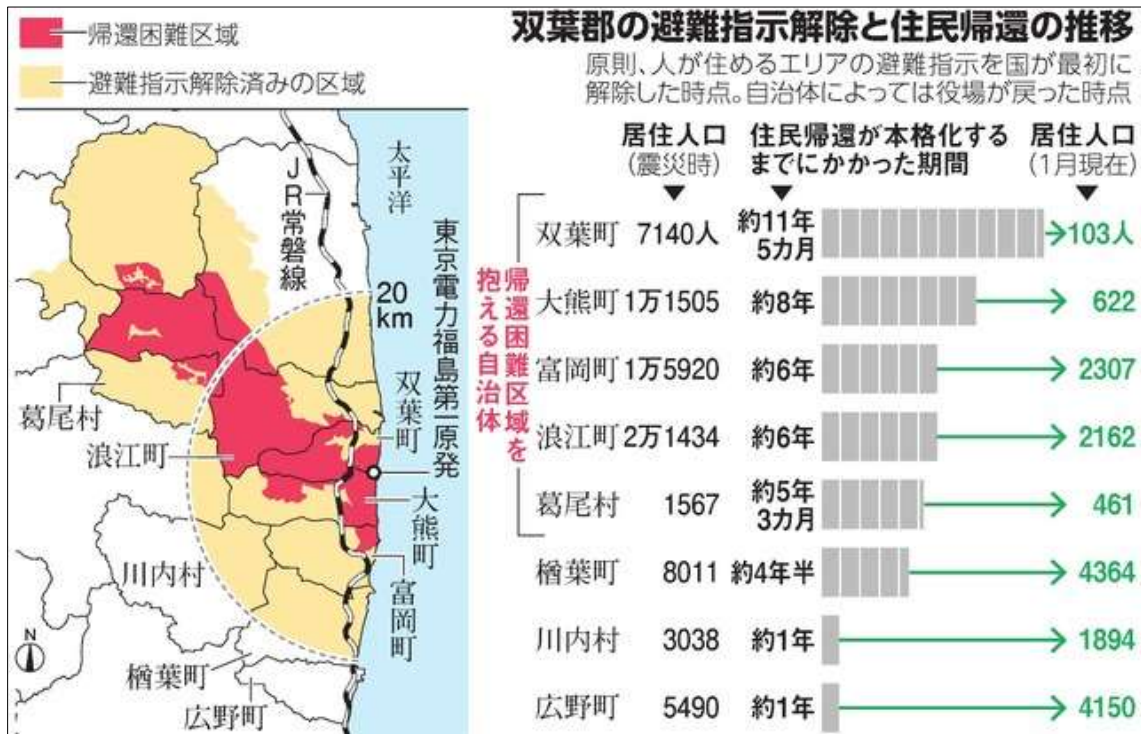 双葉郡の避難指示解除と住民帰還の推移
原則、人が住めるエリアの避難指示を国が最初に
解除した時点。自治体によっては役場が戻った時点
帰還困難区域
避難指示解除済みの区域
太平洋
JR常磐線
東京電力福島第一原発
20
km
双葉町
大熊町
富岡町
葛尾村
浪江町
川内村
楢葉町
広野町
N
居住人口
(震災時)
住民帰還が本格化する
までにかかった期間
居住人口
(1月現在)
帰還困難区域を
抱える自治体
双葉町 7140人 約11年 5カ月 103人
大熊町 1万1505 約8年 622
富岡町 1万5920 約6年 2307
浪江町 2万1434 約6年 2162
葛尾村 1567 約5年 3カ月 461
楢葉町 8011 約4年半 4364
川内村 3038 約1年 1894
広野町 5490 約1年 4150